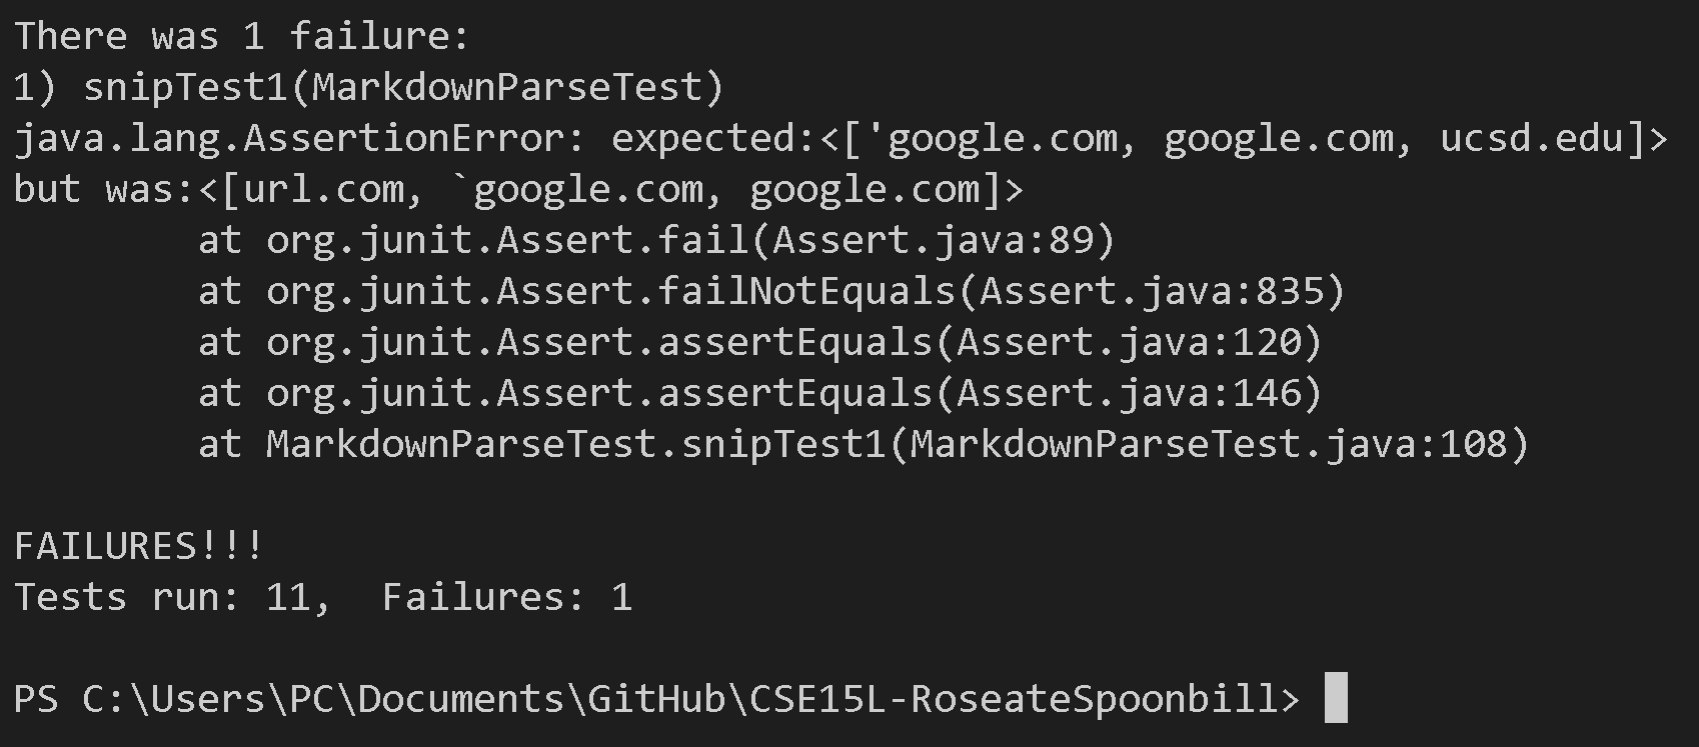 There was 1 failure:
1) snipTest1(MarkdownParseTest)
java.lang.AssertionError: expected:<['google.com, google.com, ucsd.edu]>
but was:<[url.com, `google.com, google.com]>
at org.junit.Assert.fail(Assert.java:89)
at org.junit.Assert.failNotEquals(Assert.java:835)
at org.junit.Assert.assertEquals(Assert.java:120)
at org.junit.Assert.assertEquals(Assert.java:146)
at MarkdownParseTest.snipTest1(MarkdownParseTest.java:108)
FAILURES!!!
Tests run: 11,  Failures: 1
PS C:\Users\PC\Documents\GitHub\CSE15L-RoseateSpoonbill>